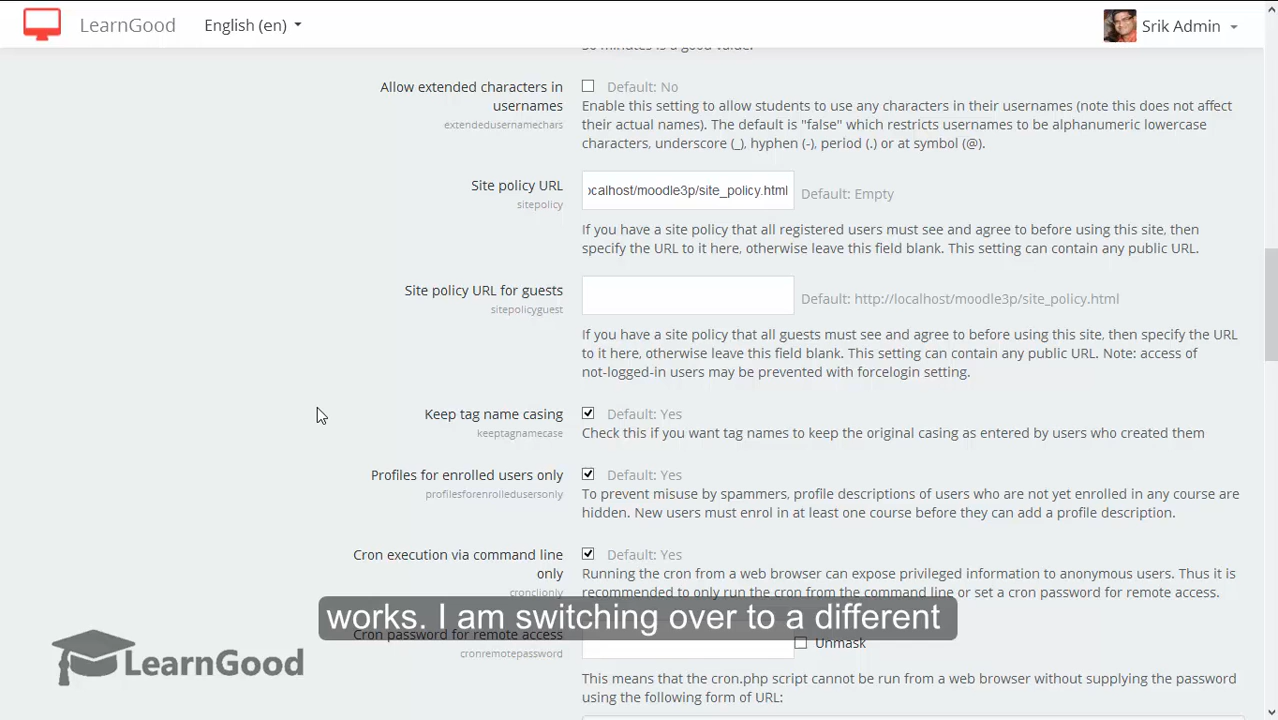 LearnGood English (en) Srik Admin
30 minutes is a good value.
Allow extended characters in usernames
extendedusernamechars
Default: No
Enable this setting to allow students to use any characters in their usernames (note this does not affect
their actual names). The default is "false" which restricts usernames to be alphanumeric lowercase
characters, underscore (_), hyphen (-), period (.) or at symbol (@).
Site policy URL
sitepolicy
ocalhost/moodle3p/site_policy.html Default: Empty
If you have a site policy that all registered users must see and agree to before using this site, then
specify the URL to it here, otherwise leave this field blank. This setting can contain any public URL.
Site policy URL for guests
sitepolicyguest
Default: http://localhost/moodle3p/site_policy.html
If you have a site policy that all guests must see and agree to before using this site, then specify the URL
to it here, otherwise leave this field blank. This setting can contain any public URL. Note: access of
not-logged-in users may be prevented with forcelogin setting.
Keep tag name casing
keeptagnamecase
Default: Yes
Check this if you want tag names to keep the original casing as entered by users who created them
Profiles for enrolled users only
profilesforenrolledusersonly
Default: Yes
To prevent misuse by spammers, profile descriptions of users who are not yet enrolled in any course are
hidden. New users must enrol in at least one course before they can add a profile description.
Cron execution via command line
only
cronclionly
Default: Yes
Running the cron from a web browser can expose privileged information to anonymous users. Thus it is
recommended to only run the cron from the command line or set a cron password for remote access.
works. I am switching over to a different
Cron password for remote access
cronremotepassword
Unmask
LearnGood
This means that the cron.php script cannot be run from a web browser without supplying the password
using the following form of URL: